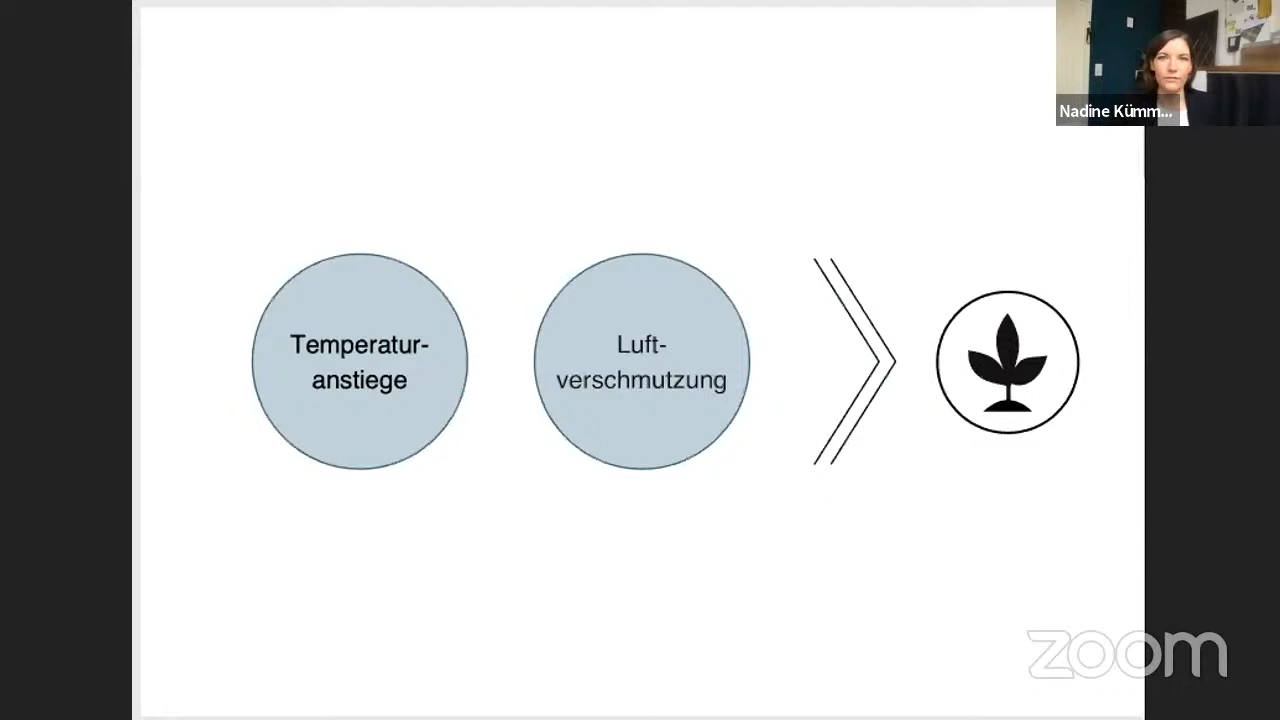 Nadine Kümm...
Temperatur-
anstiege
Luft-
verschmutzung
zoom